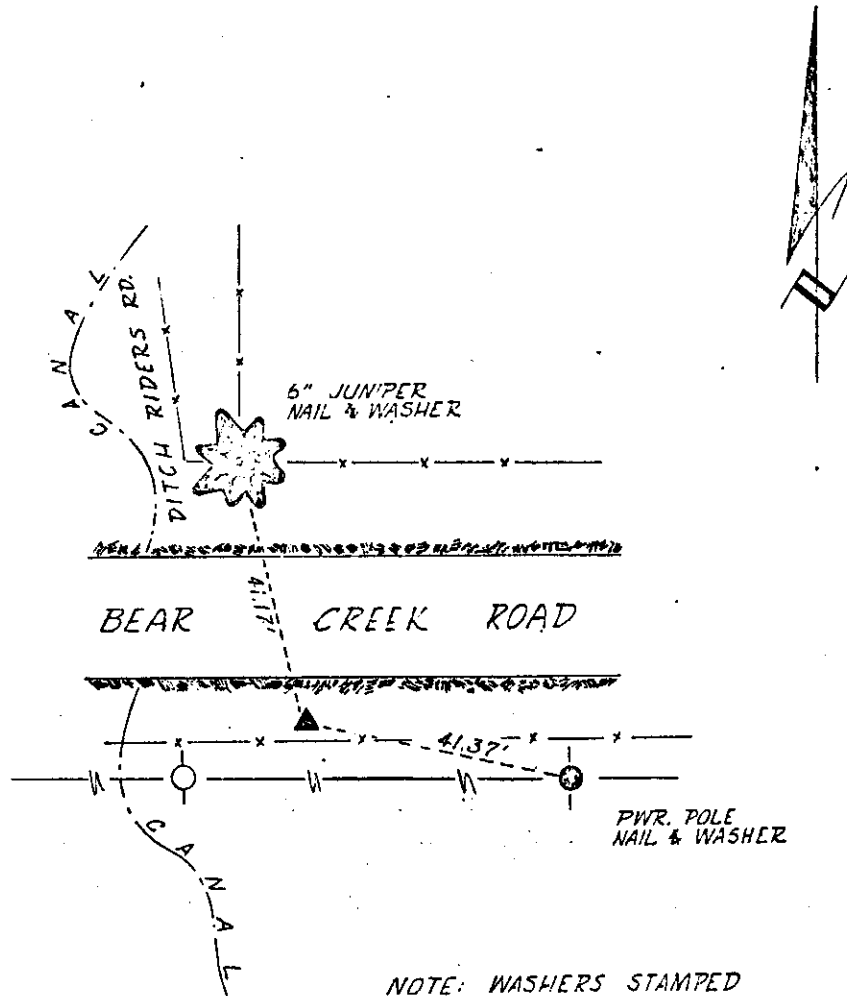 N
CANAL
DITCH RIDERS RD.
6" JUNIPER
NAIL & WASHER
41.17'
BEAR CREEK ROAD
41.37'
PWR. POLE
NAIL & WASHER
CANAL
NOTE: WASHERS STAMPED